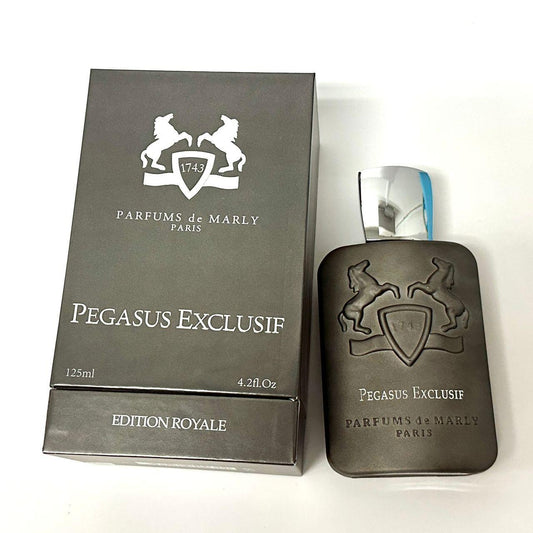 1743
PARFUMS de MARLY
PARIS
PEGASUS EXCLUSIF
125ml
4.2fl.Oz
EDITION ROYALE
1743
PEGASUS EXCLUSIF
PARFUMS de MARLY
PARIS